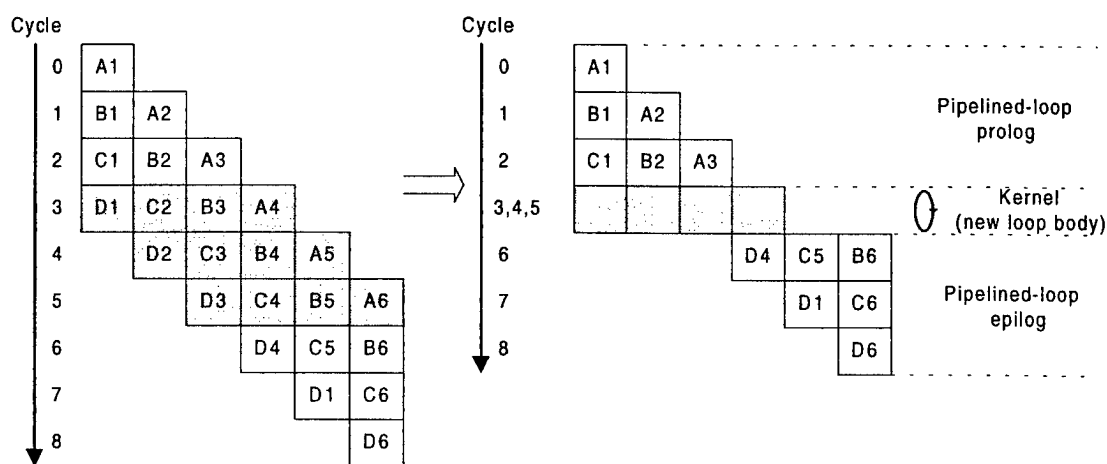 Cycle
0 A1
1 B1 A2
2 C1 B2 A3
3 D1 C2 B3 A4
4 D2 C3 B4 A5
5 D3 C4 B5 A6
6 D4 C5 B6
7 D1 C6
8 D6
Cycle
0 A1
1 B1 A2
2 C1 B2 A3
3,4,5
6 D4 C5 B6
7 D1 C6
8 D6
Pipelined-loop
prolog
Kernel
(new loop body)
Pipelined-loop
epilog